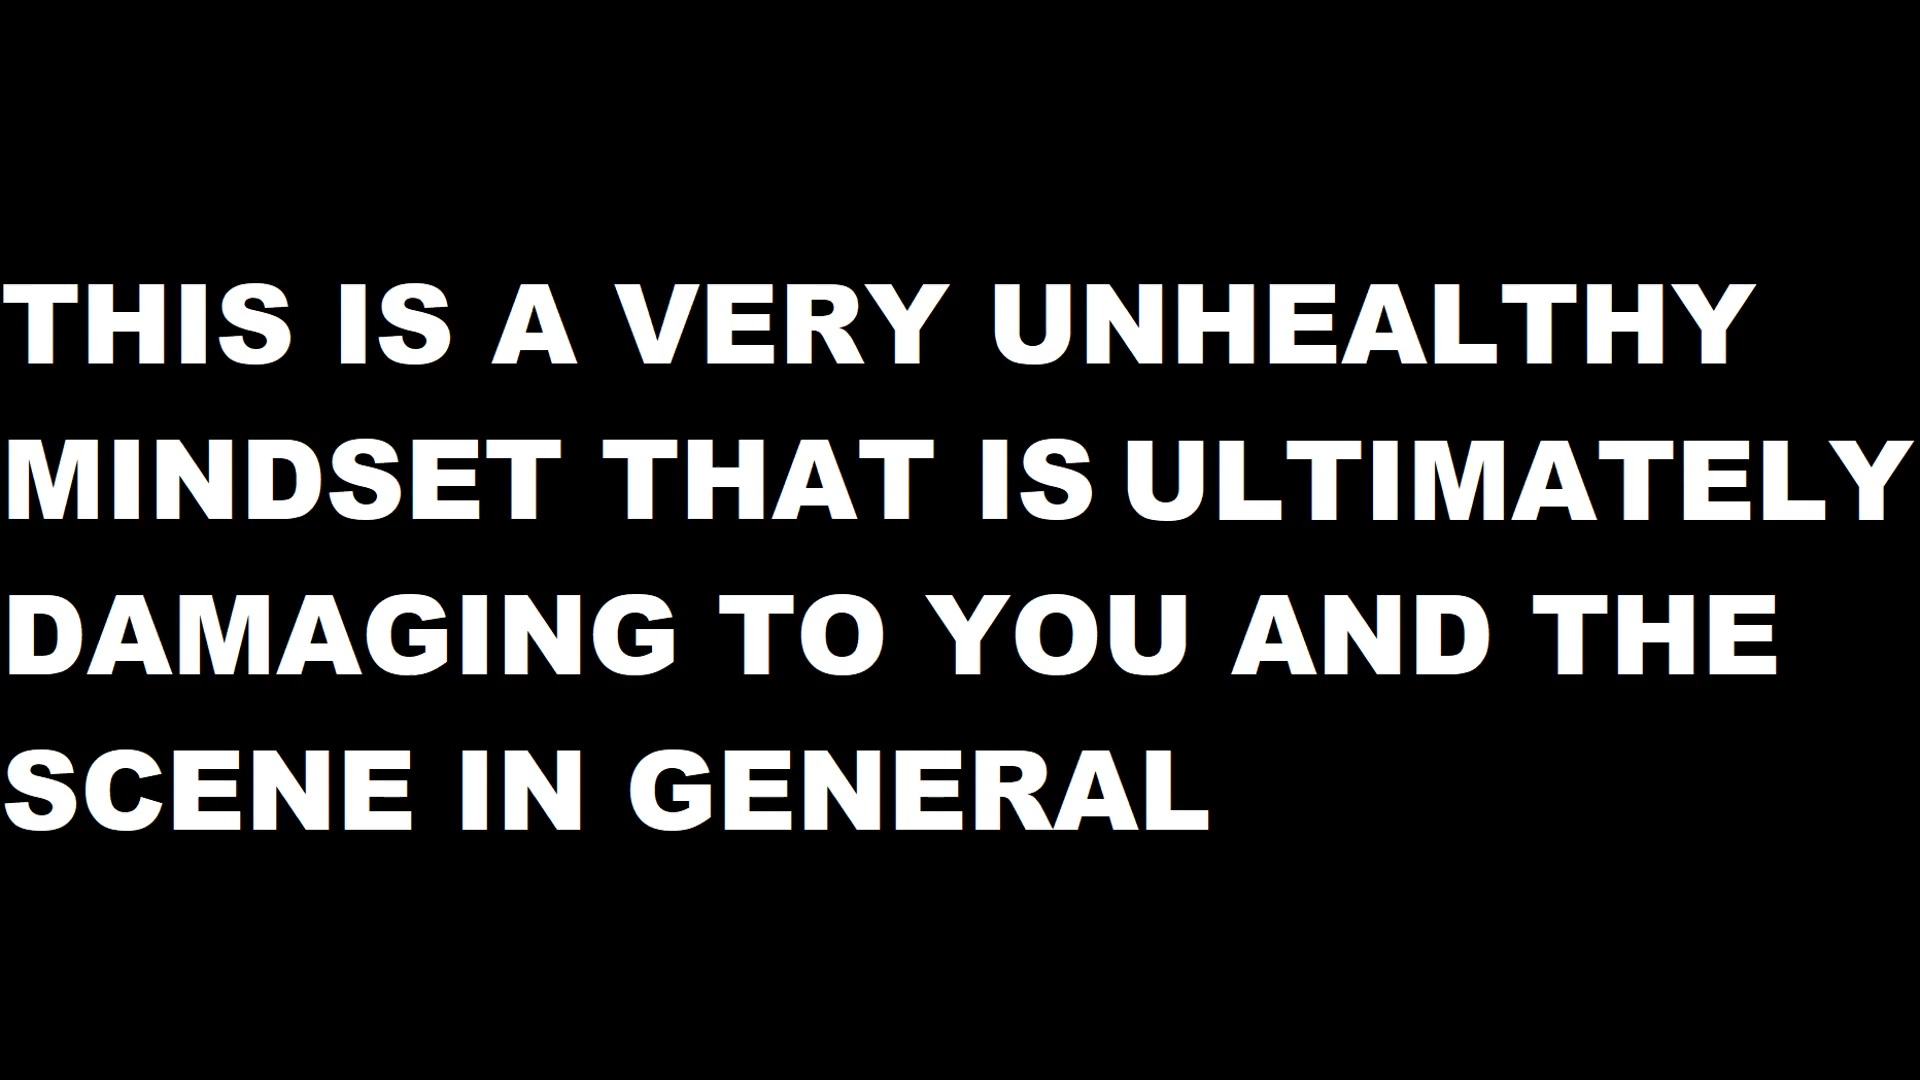 THIS IS A VERY UNHEALTHY
MINDSET THAT IS ULTIMATELY
DAMAGING TO YOU AND THE
SCENE IN GENERAL